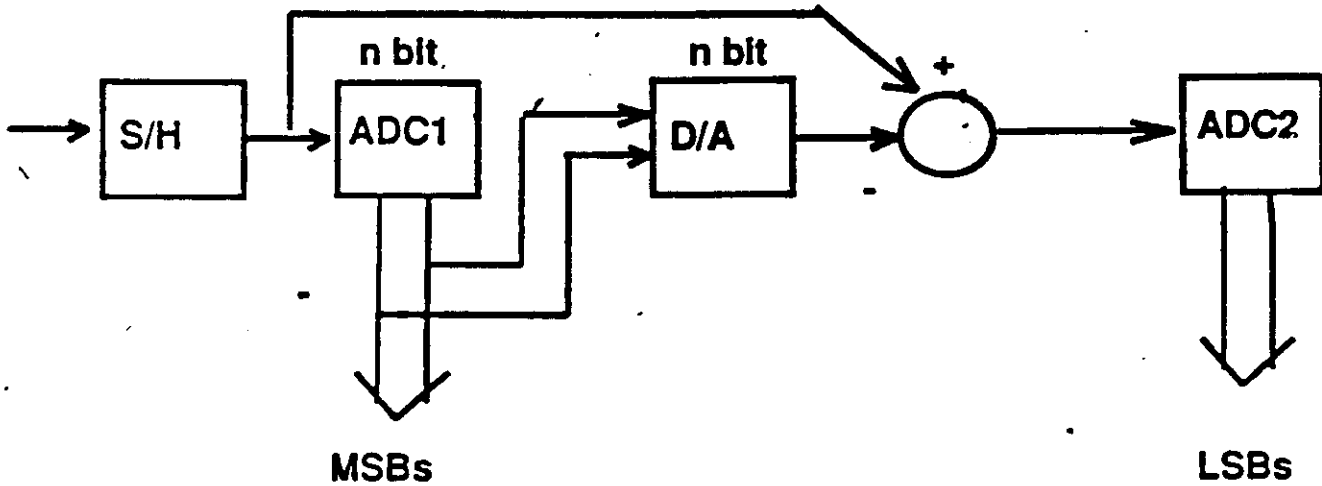 n bit
n bit
+
S/H
ADC1
D/A
ADC2
-
-
MSBs
LSBs